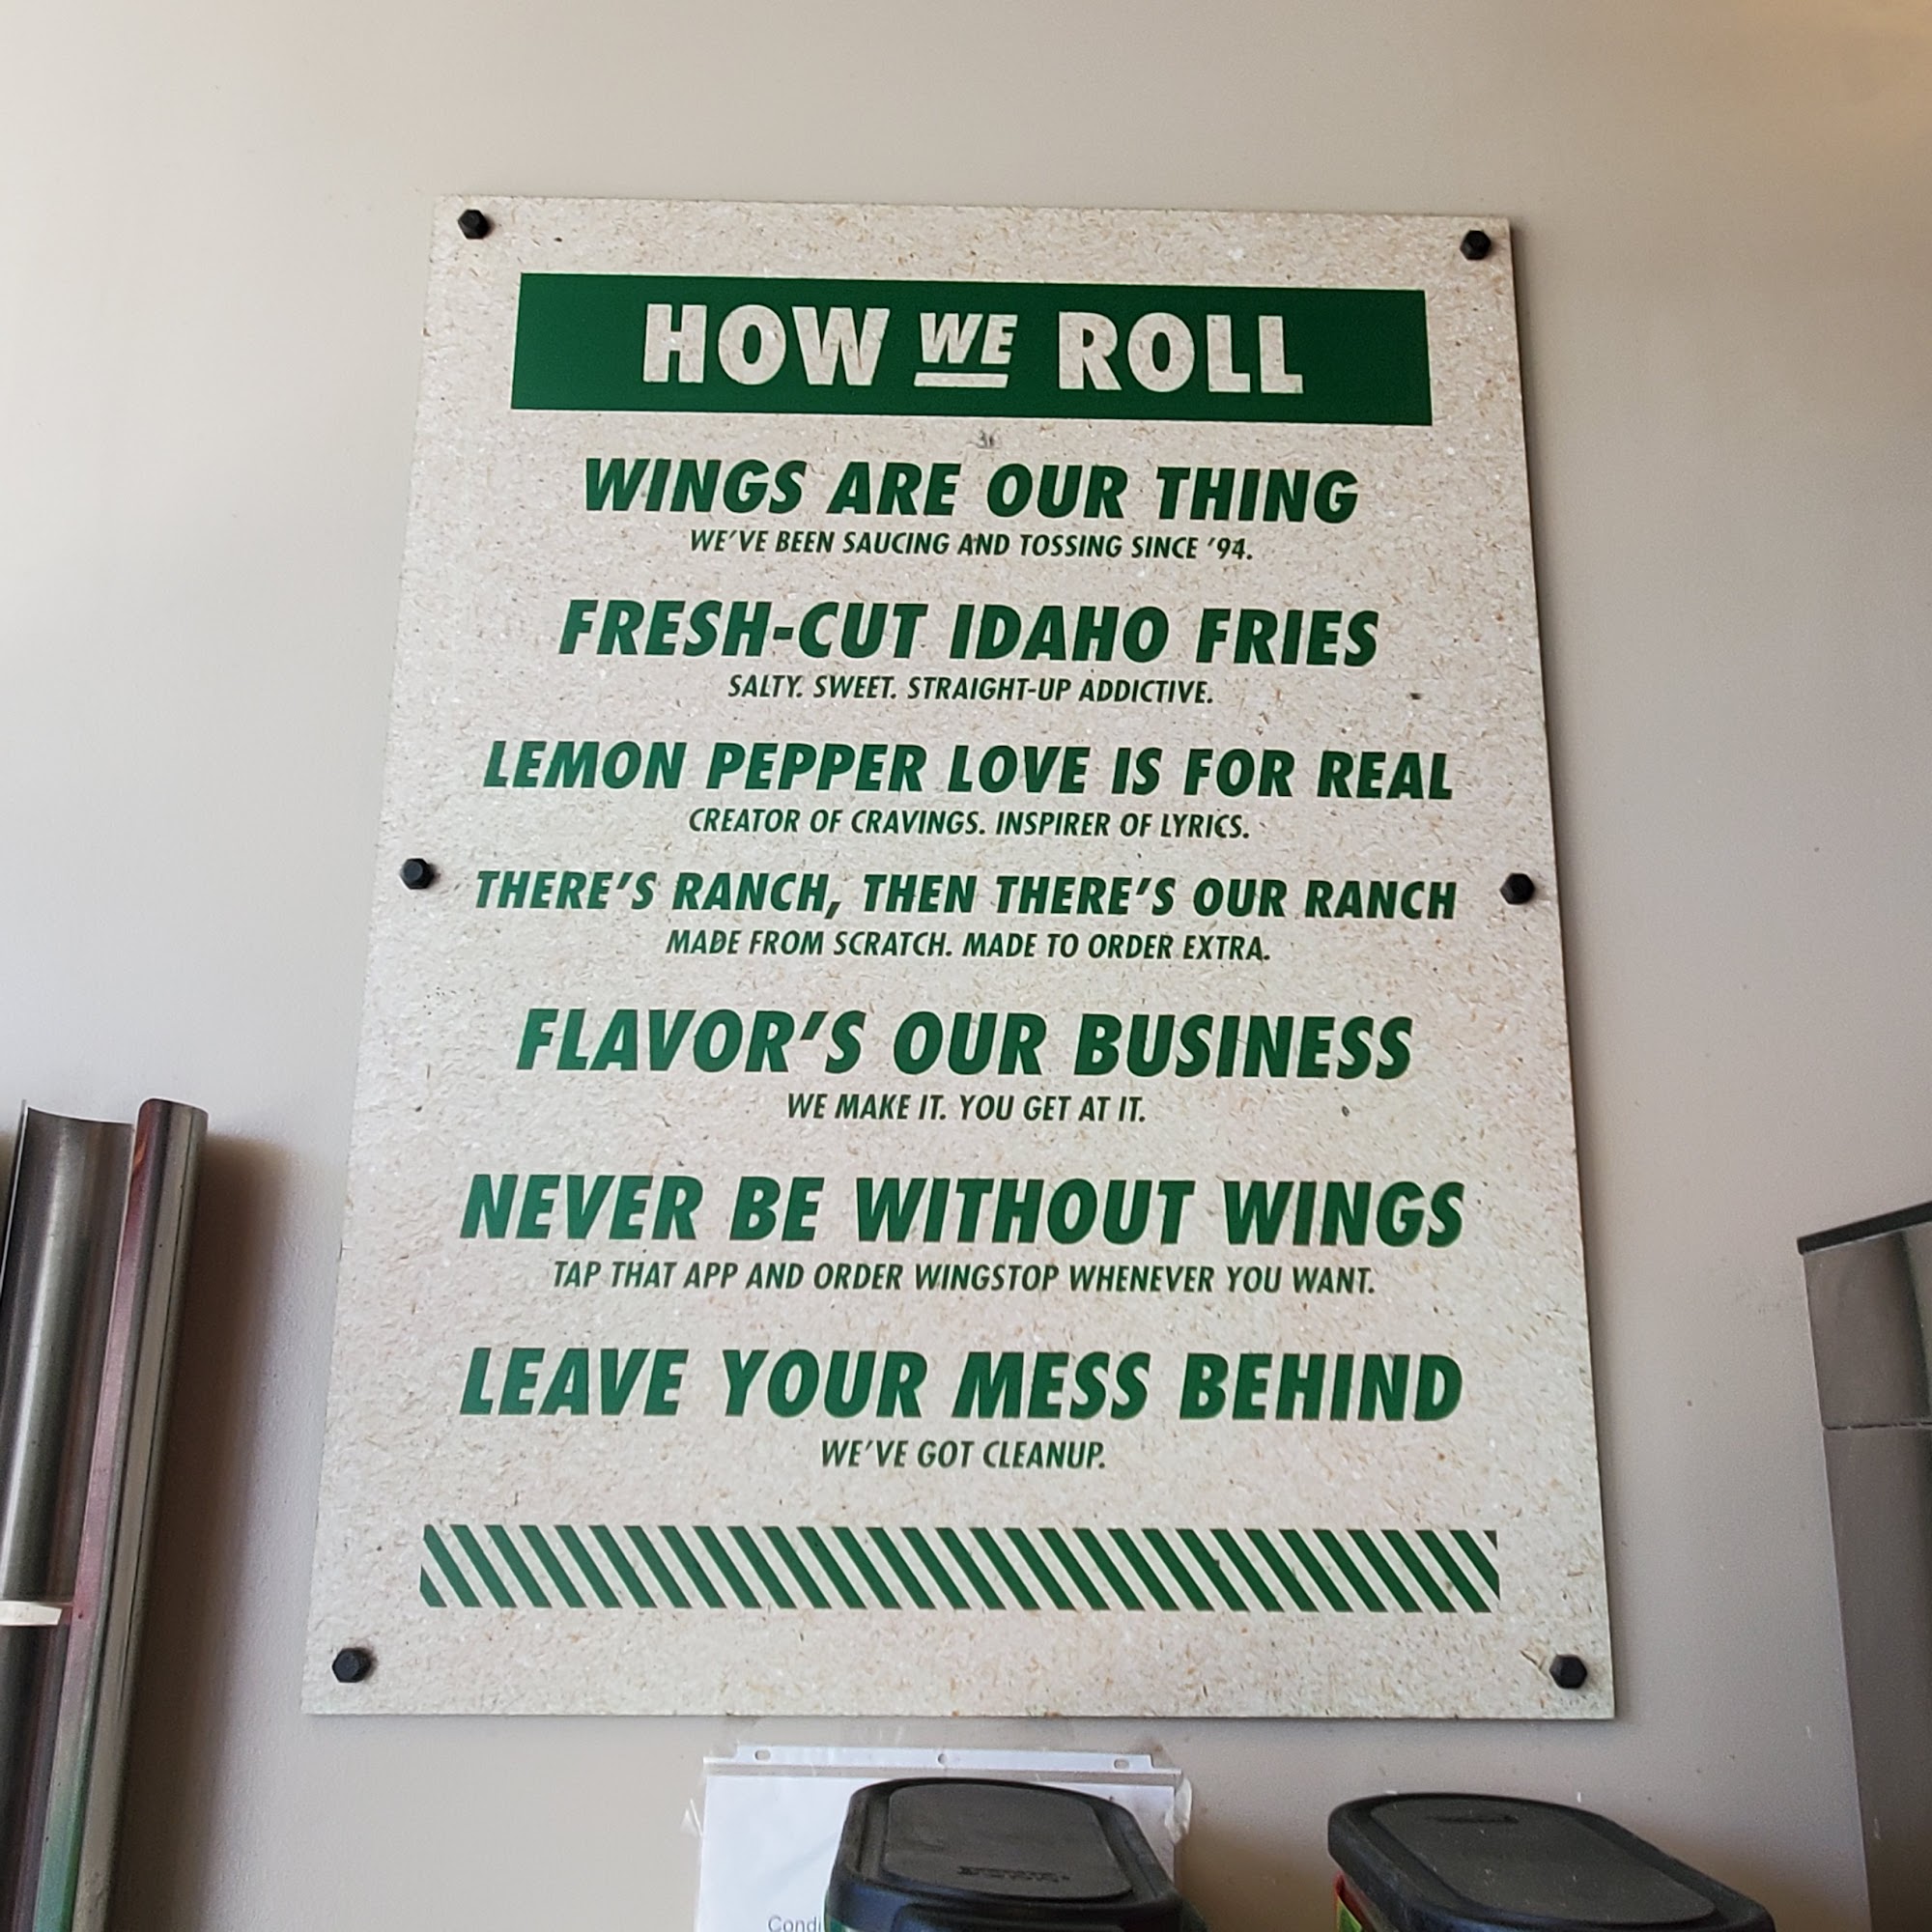 HOW WE ROLL
WINGS ARE OUR THING
WE'VE BEEN SAUCING AND TOSSING SINCE '94.
FRESH-CUT IDAHO FRIES
SALTY. SWEET. STRAIGHT-UP ADDICTIVE.
LEMON PEPPER LOVE IS FOR REAL
CREATOR OF CRAVINGS. INSPIRER OF LYRICS.
THERE'S RANCH, THEN THERE'S OUR RANCH
MADE FROM SCRATCH. MADE TO ORDER EXTRA.
FLAVOR'S OUR BUSINESS
WE MAKE IT. YOU GET AT IT.
NEVER BE WITHOUT WINGS
TAP THAT APP AND ORDER WINGSTOP WHENEVER YOU WANT.
LEAVE YOUR MESS BEHIND
WE'VE GOT CLEANUP.
Condi